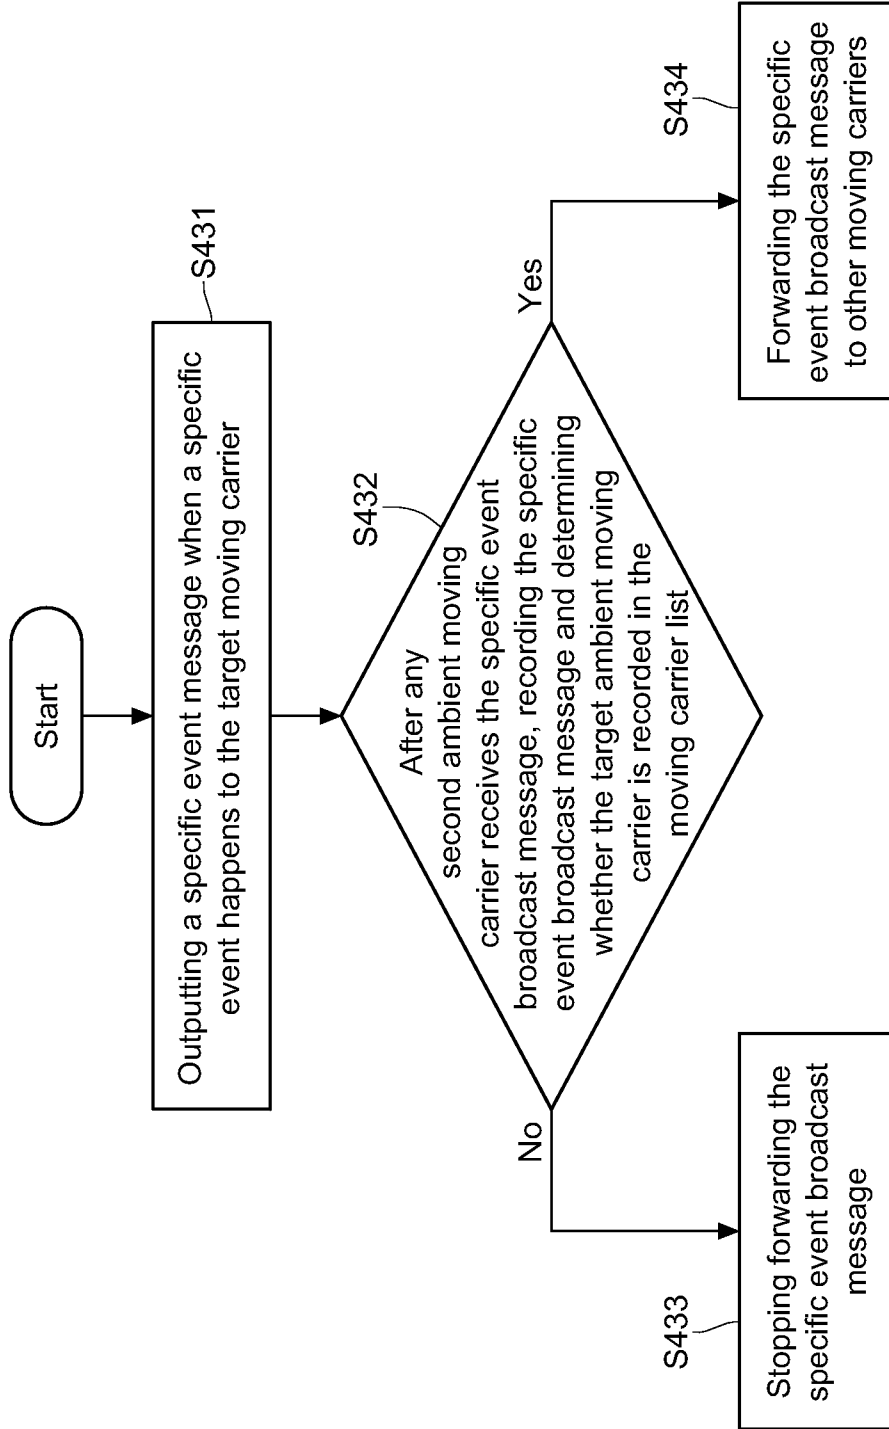 Start
S431
Outputting a specific event message when a specific
event happens to the target moving carrier
S432
After any
second ambient moving
carrier receives the specific event
broadcast message, recording the specific
event broadcast message and determining
whether the target ambient moving
carrier is recorded in the
moving carrier list
No
Yes
S433
Stopping forwarding the
specific event broadcast
message
S434
Forwarding the specific
event broadcast message
to other moving carriers